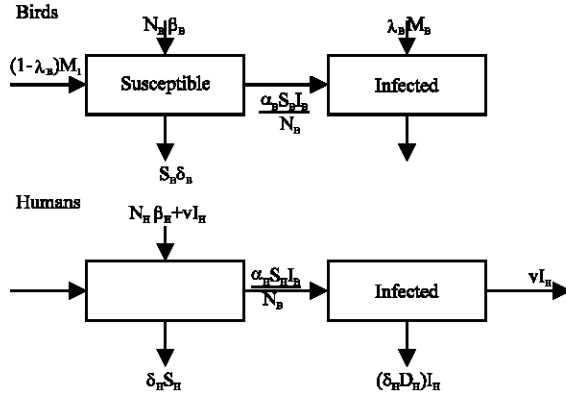 Birds
N_B β_B
λ_B M_B
(1-λ_B)M_1
Susceptible
α_B S_B I_B
N_B
Infected
S_B δ_B
Humans
N_H β_H+vI_H
α_H S_H I_B
N_B
Infected
vI_H
δ_H S_H
(δ_H D_H)I_H